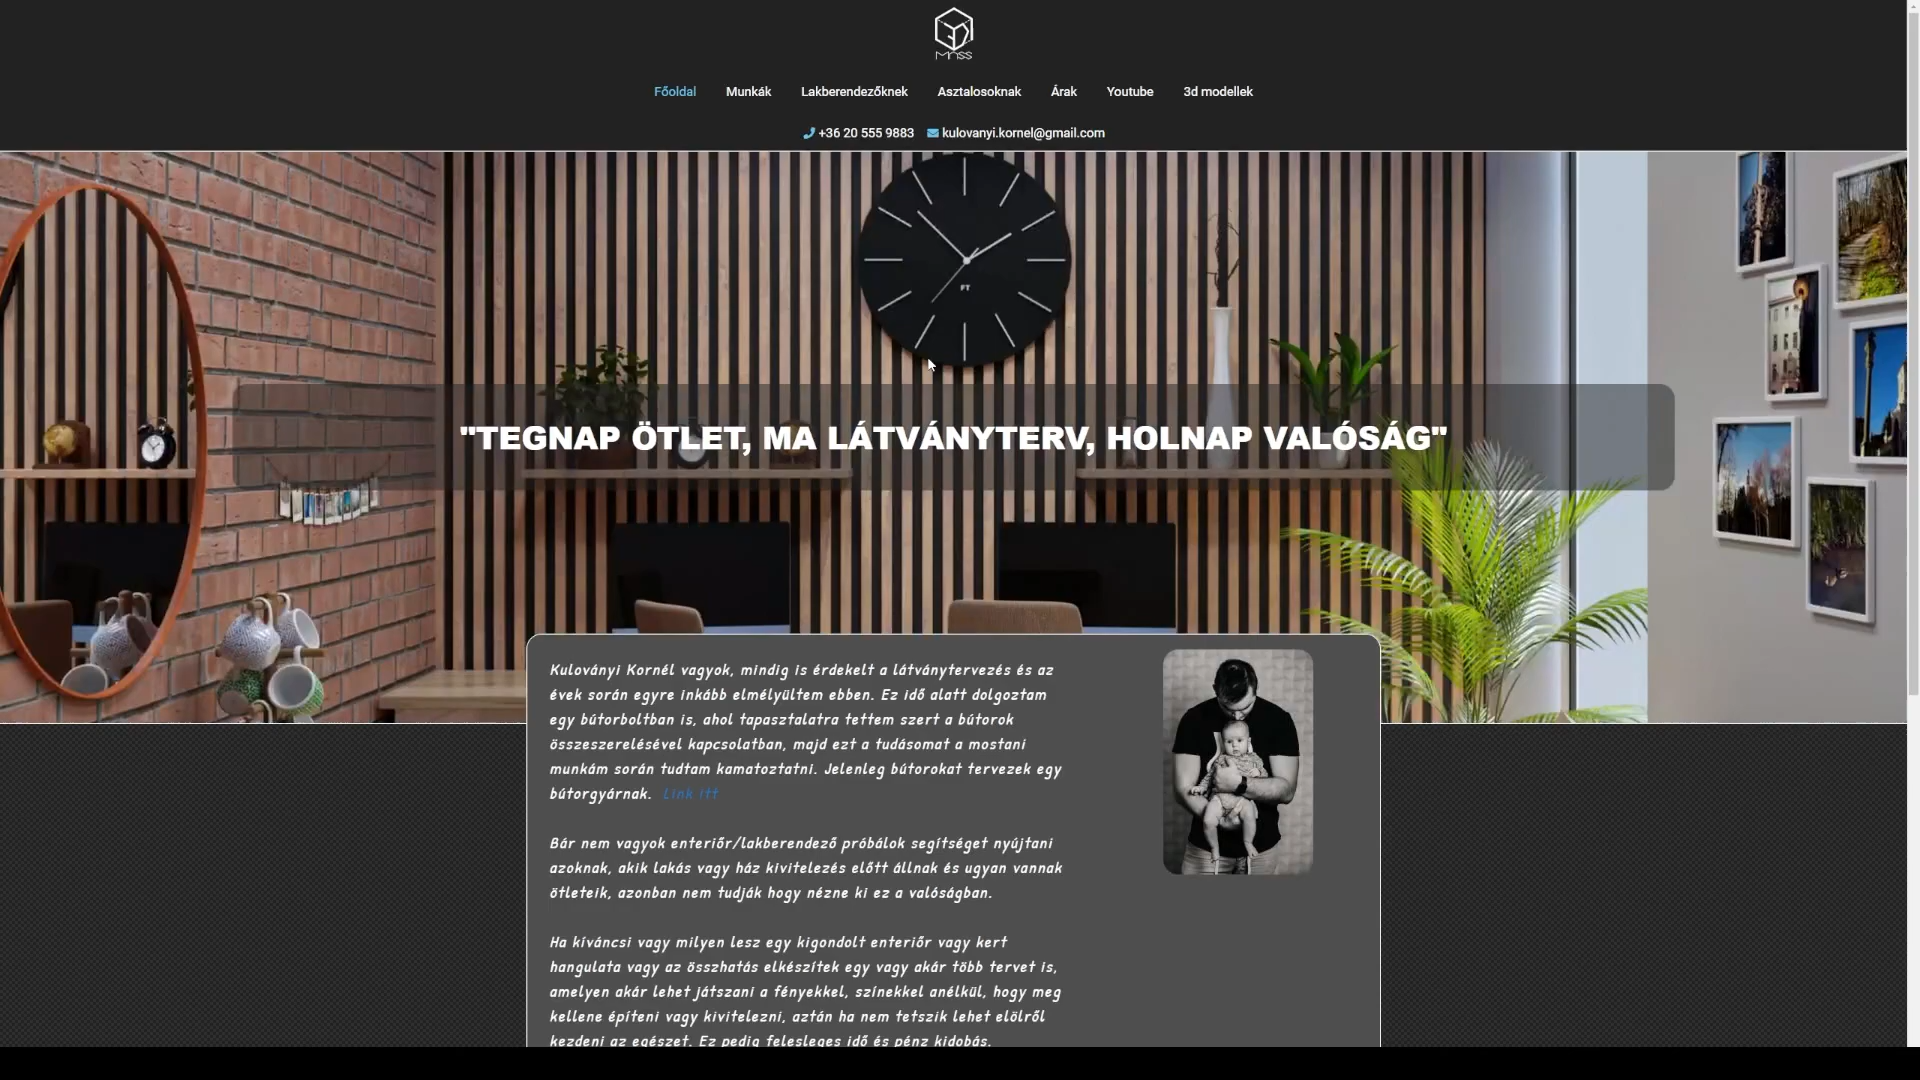 Mnss
Főoldal Munkák Lakberendezőknek Asztalosoknak Árak Youtube 3d modellek
+36 20 555 9883 kulovanyi.kornel@gmail.com
FT
"TEGNAP ÖTLET, MA LÁTVÁNYTERV, HOLNAP VALÓSÁG"
Kuloványi Kornél vagyok, mindig is érdekelt a látványtervezés és az
évek során egyre inkább elmélyültem ebben. Ez idő alatt dolgoztam
egy bútorboltban is, ahol tapasztalatra tettem szert a bútorok
összeszerelésével kapcsolatban, majd ezt a tudásomat a mostani
munkám során tudtam kamatoztatni. Jelenleg bútorokat tervezek egy
bútorgyárnak. Link itt
Bár nem vagyok enteriőr/lakberendező próbálok segítséget nyújtani
azoknak, akik lakás vagy ház kivitelezés előtt állnak és ugyan vannak
ötleteik, azonban nem tudják hogy nézne ki ez a valóságban.
Ha kíváncsi vagy milyen lesz egy kigondolt enteriőr vagy kert
hangulata vagy az összhatás elkészítek egy vagy akár több tervet is,
amelyen akár lehet játszani a fényekkel, színekkel anélkül, hogy meg
kellene építeni vagy kivitelezni, aztán ha nem tetszik lehet elölről
kezdeni az egészet. Ez pedig felesleges idő és pénz kidobás.